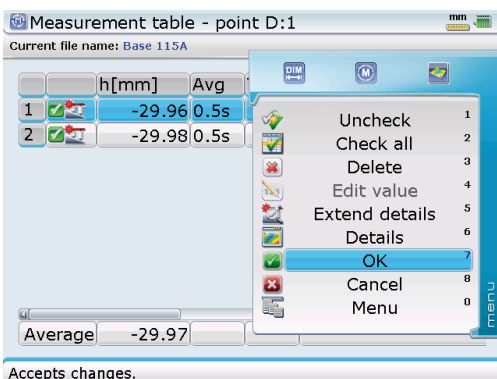 Measurement table - point D:1
mm
Current file name: Base 115A
h[mm] Avg
DIM
M
1 -29.96 0.5s
2 -29.98 0.5s
Uncheck 1
Check all 2
Delete 3
Edit value 4
Extend details 5
Details 6
OK 7
Cancel 8
Menu 0
menu
Average -29.97
Accepts changes.